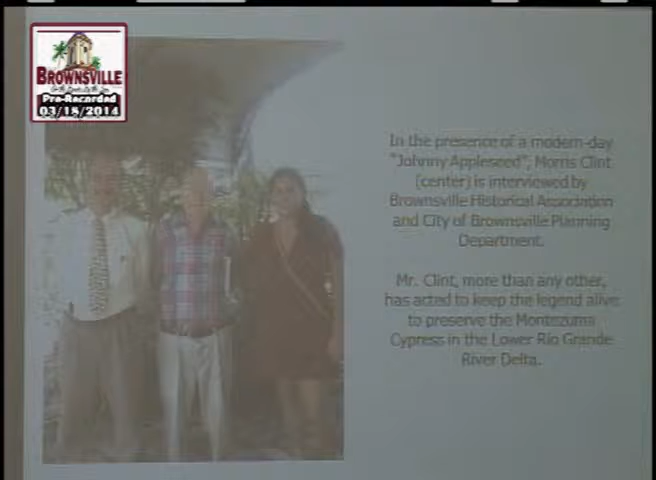 BROWNSVILLE
Pre-Recorded
03/18/2014
In the presence of a modern-day
"Johnny Appleseed", Morris Clint
(center) is interviewed by
Brownsville Historical Association
and City of Brownsville Planning
Department.
Mr. Clint, more than any other,
has acted to keep the legend alive
to preserve the Montezuma
Cypress in the Lower Rio Grande
River Delta.